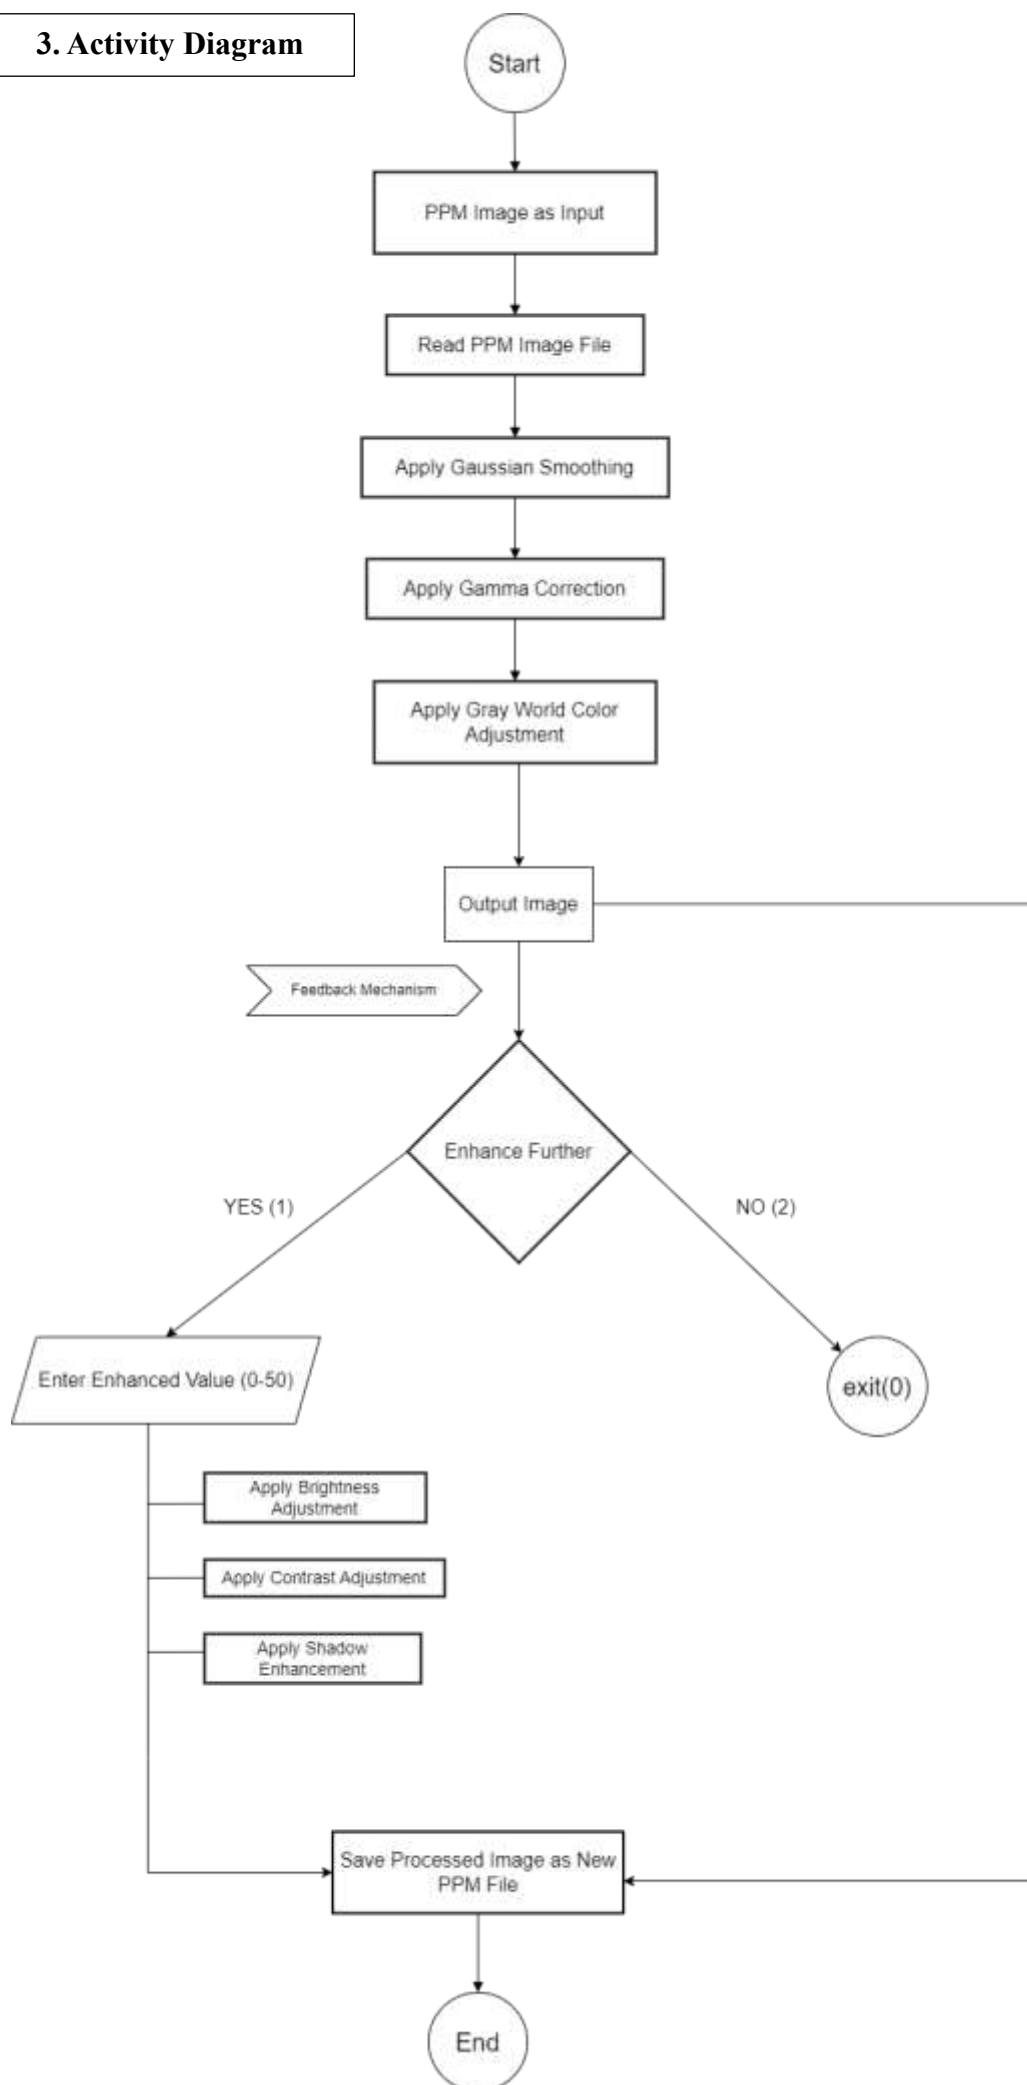 3. Activity Diagram
Start
PPM Image as Input
Read PPM Image File
Apply Gaussian Smoothing
Apply Gamma Correction
Apply Gray World Color
Adjustment
Output Image
Feedback Mechanism
Enhance Further
YES (1)
NO (2)
Enter Enhanced Value (0-50)
exit(0)
Apply Brightness
Adjustment
Apply Contrast Adjustment
Apply Shadow
Enhancement
Save Processed Image as New
PPM File
End